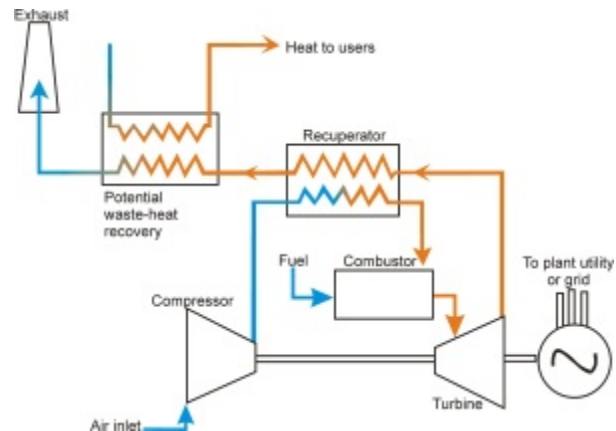 Exhaust
Heat to users
Recuperator
Potential
waste-heat
recovery
Fuel
Combustor
To plant utility
or grid
Compressor
Turbine
Air inlet